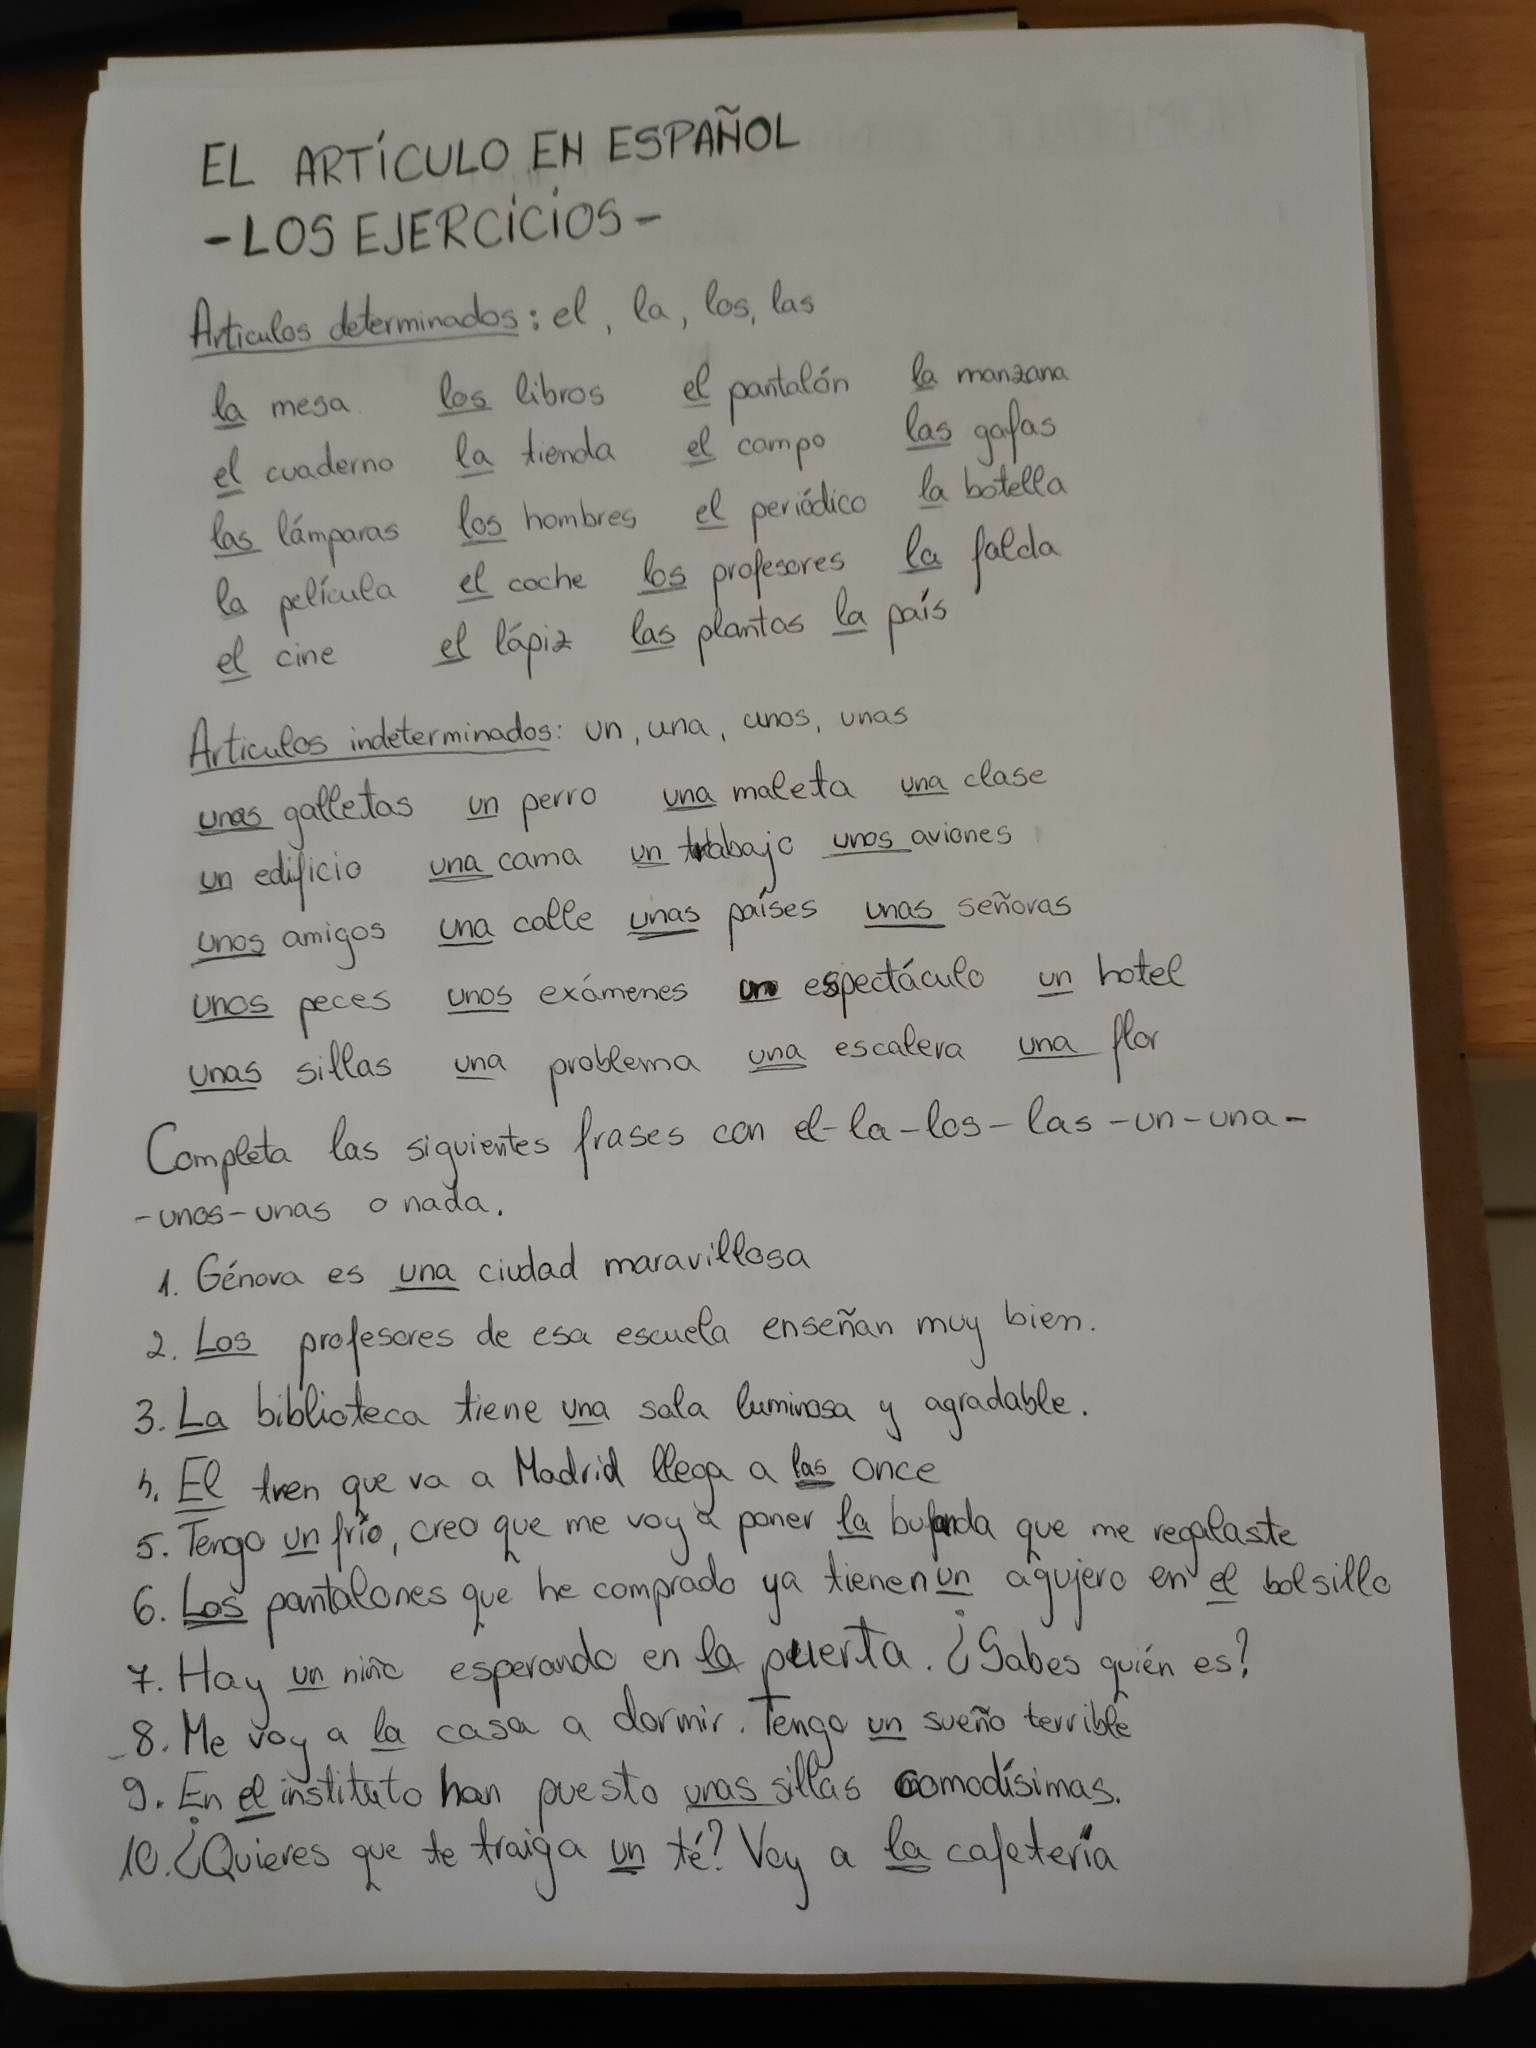 EL ARTÍCULO EN ESPAÑOL
- LOS EJERCICIOS -
Artículos determinados: el, la, los, las
la mesa los libros el pantalón la manzana
el cuaderno la tienda el campo las gafas
las lámparas los hombres el periódico la botella
la película el coche los profesores la falda
el cine el lápiz las plantas la país
Artículos indeterminados: un, una, unos, unas
unas galletas un perro una maleta una clase
un edificio una cama un trabajo unos aviones
unos amigos una calle unas países unas señoras
unos peces unos exámenes un espectáculo un hotel
unas sillas una problema una escalera una flor
Completa las siguientes frases con el-la-los-las-un-una-
-unos-unas o nada.
1. Génova es una ciudad maravillosa
2. Los profesores de esa escuela enseñan muy bien.
3. La biblioteca tiene una sala luminosa y agradable.
4. El tren que va a Madrid llega a las once
5. Tengo un frío, creo que me voy a poner la bufanda que me regalaste
6. Los pantalones que he comprado ya tienen un agujero en el bolsillo
7. Hay un niño esperando en la puerta. ¿Sabes quién es?
8. Me voy a la casa a dormir. Tengo un sueño terrible
9. En el instituto han puesto unas sillas comodísimas.
10. ¿Quieres que te traiga un té? Voy a la cafetería